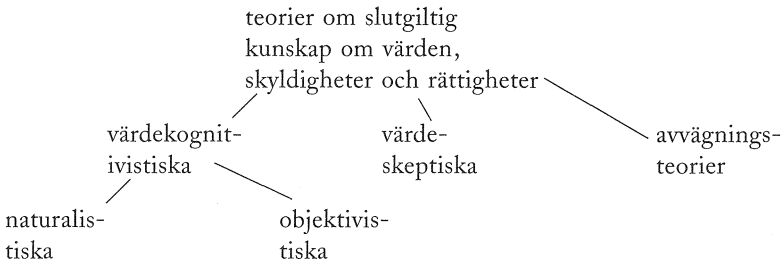 teorier om slutgiltig
kunskap om värden,
skyldigheter och rättigheter
värdekognit-
ivistiska
värde-
skeptiska
avvägnings-
teorier
naturalis-
tiska
objektivis-
tiska